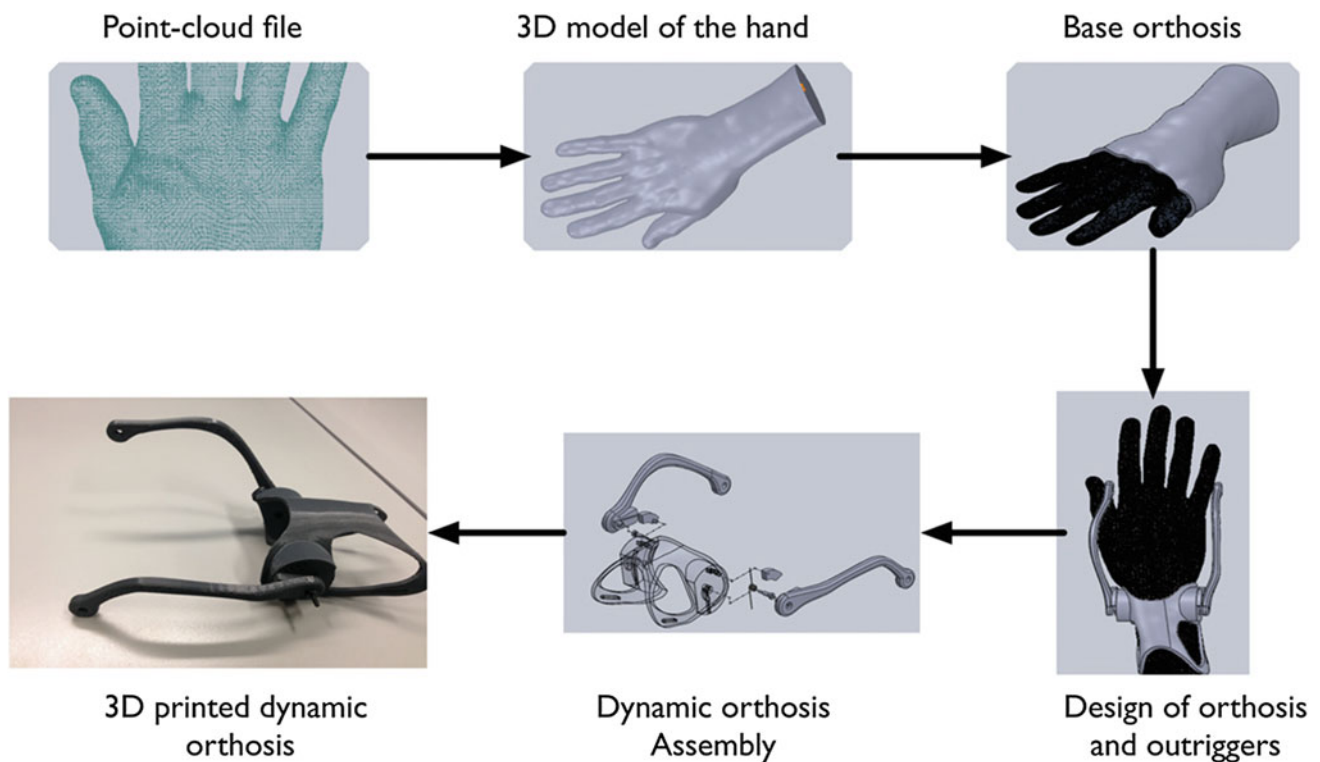 Point-cloud file
3D model of the hand
Base orthosis
3D printed dynamic
orthosis
Dynamic orthosis
Assembly
Design of orthosis
and outriggers